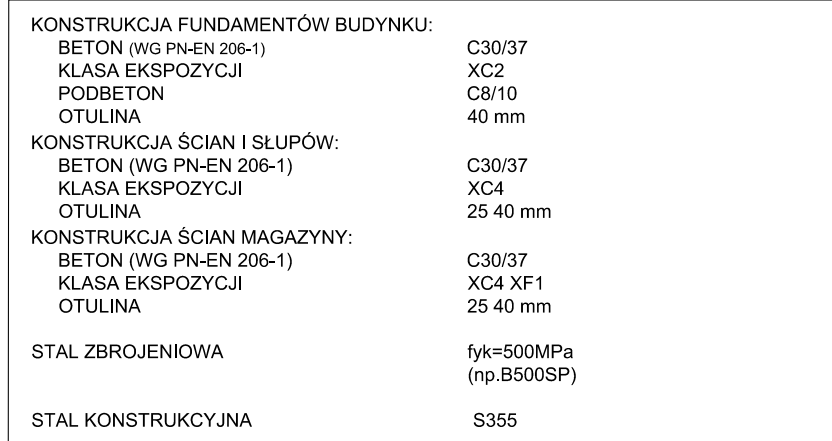 KONSTRUKCJA FUNDAMENTÓW BUDYNKU:
BETON (WG PN-EN 206-1) C30/37
KLASA EKSPOZYCJI XC2
PODBETON C8/10
OTULINA 40 mm
KONSTRUKCJA ŚCIAN I SŁUPÓW:
BETON (WG PN-EN 206-1) C30/37
KLASA EKSPOZYCJI XC4
OTULINA 25 40 mm
KONSTRUKCJA ŚCIAN MAGAZYNY:
BETON (WG PN-EN 206-1) C30/37
KLASA EKSPOZYCJI XC4 XF1
OTULINA 25 40 mm
STAL ZBROJENIOWA fyk=500MPa
(np.B500SP)
STAL KONSTRUKCYJNA S355